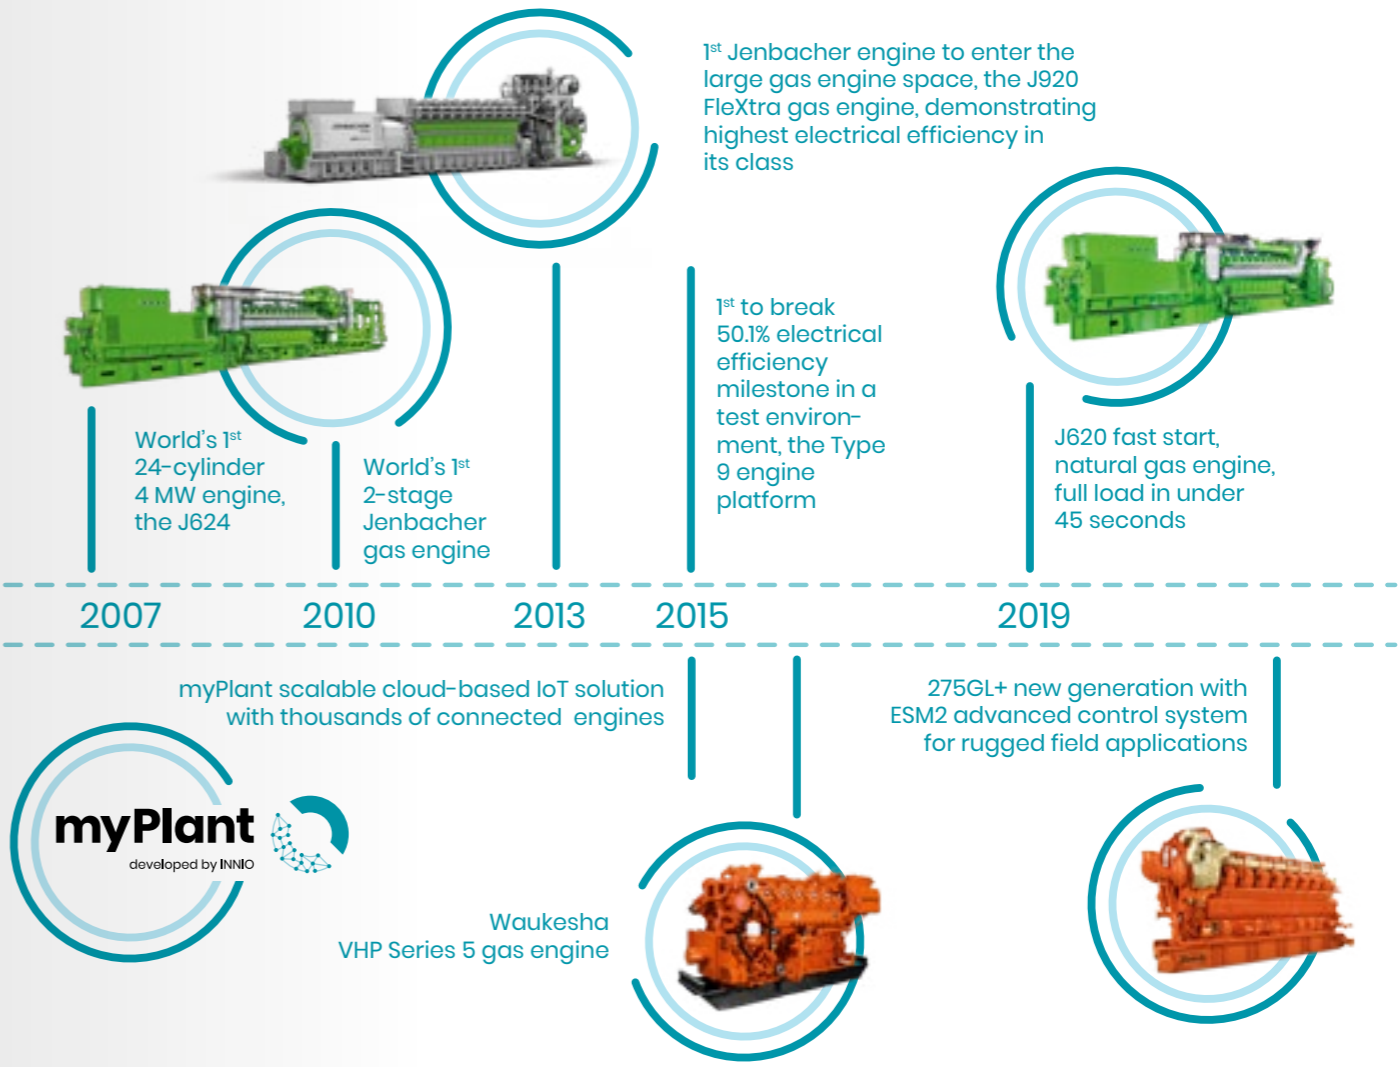 1st Jenbacher engine to enter the
large gas engine space, the J920
FleXtra gas engine, demonstrating
highest electrical efficiency in
its class
1st to break
50.1% electrical
efficiency
milestone in a
test environ-
ment, the Type
9 engine
platform
World's 1st
24-cylinder
4 MW engine,
the J624
World's 1st
2-stage
Jenbacher
gas engine
J620 fast start,
natural gas engine,
full load in under
45 seconds
2007 2010 2013 2015 2019
myPlant scalable cloud-based IoT solution
with thousands of connected engines
275GL+ new generation with
ESM2 advanced control system
for rugged field applications
myPlant
developed by INNIO
Waukesha
VHP Series 5 gas engine